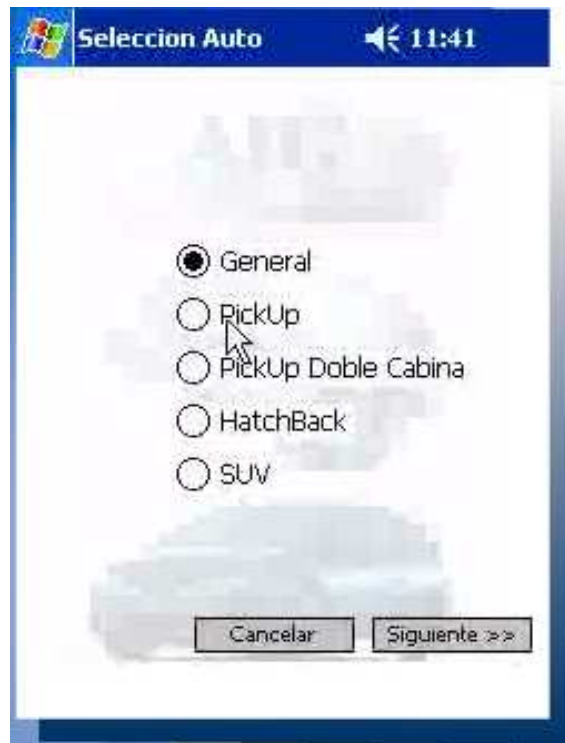 Seleccion Auto 11:41
General
PickUp
PickUp Doble Cabina
HatchBack
SUV
Cancelar Siguiente >>